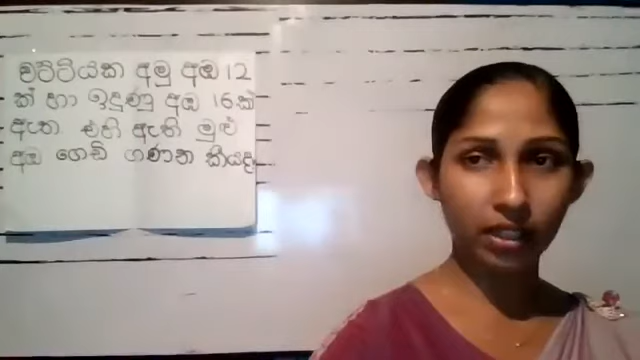 වට්ටියක අමු අඹ 12
ක් හා ඉදුණු අඹ 16ක්
ඇත එහි ඇති මුළු
අඹ ගෙඩි ගණන කීයද